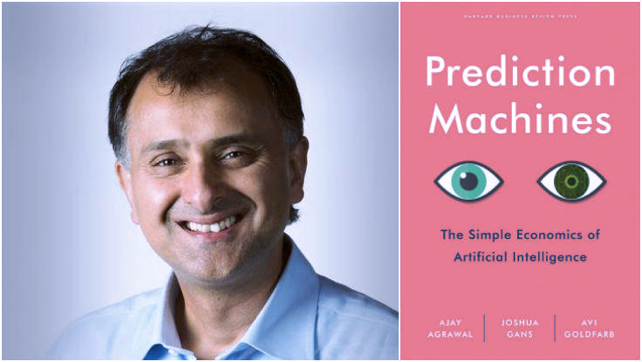 HARVARD BUSINESS REVIEW PRESS
Prediction
Machines
The Simple Economics of
Artificial Intelligence
AJAY
AGRAWAL
JOSHUA
GANS
AVI
GOLDFARB